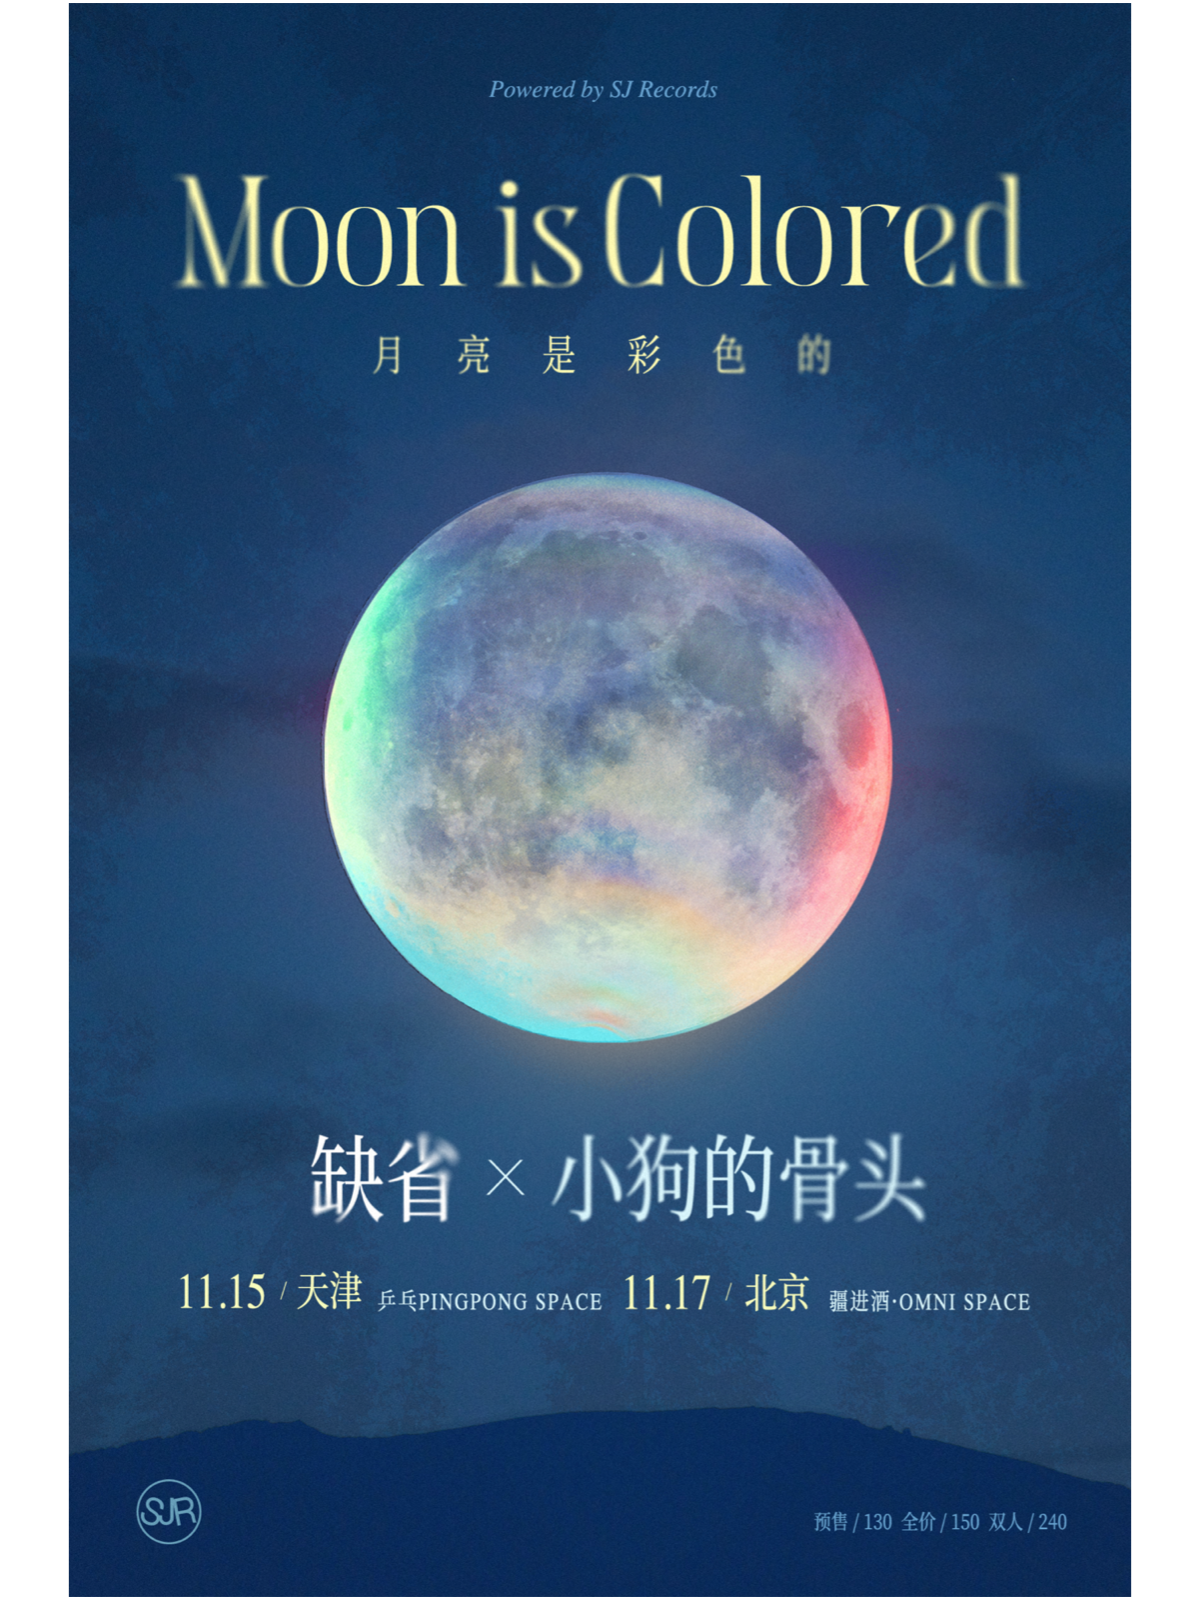 Powered by SJ Records
Moon is Colored
月亮是彩色的
缺省 × 小狗的骨头
11.15 / 天津 乒乓PINGPONG SPACE 11.17 / 北京 疆进酒·OMNI SPACE
SJR
预售 / 130 全价 / 150 双人 / 240